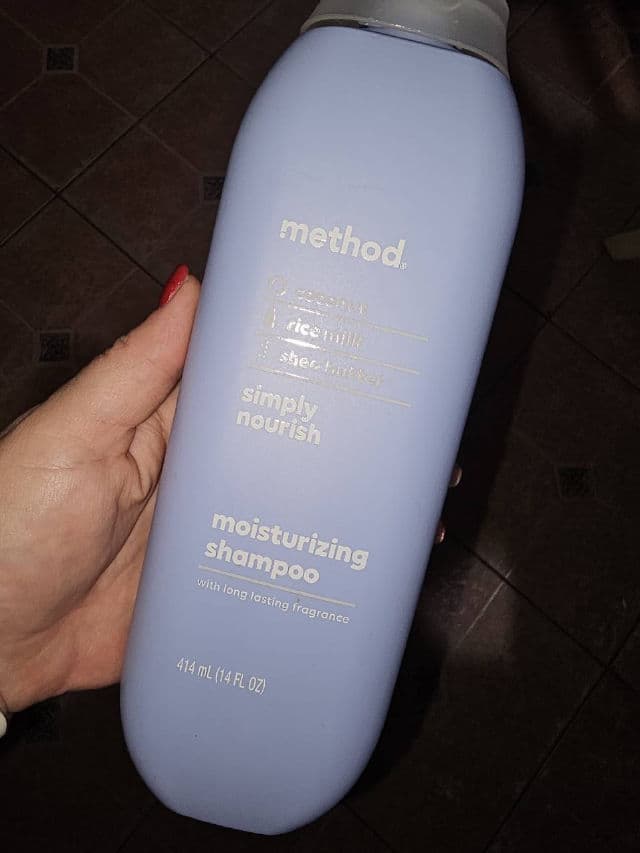 method
coconut
rice milk
shea butter
simply
nourish
moisturizing
shampoo
with long lasting fragrance
414 mL (14 FL OZ)